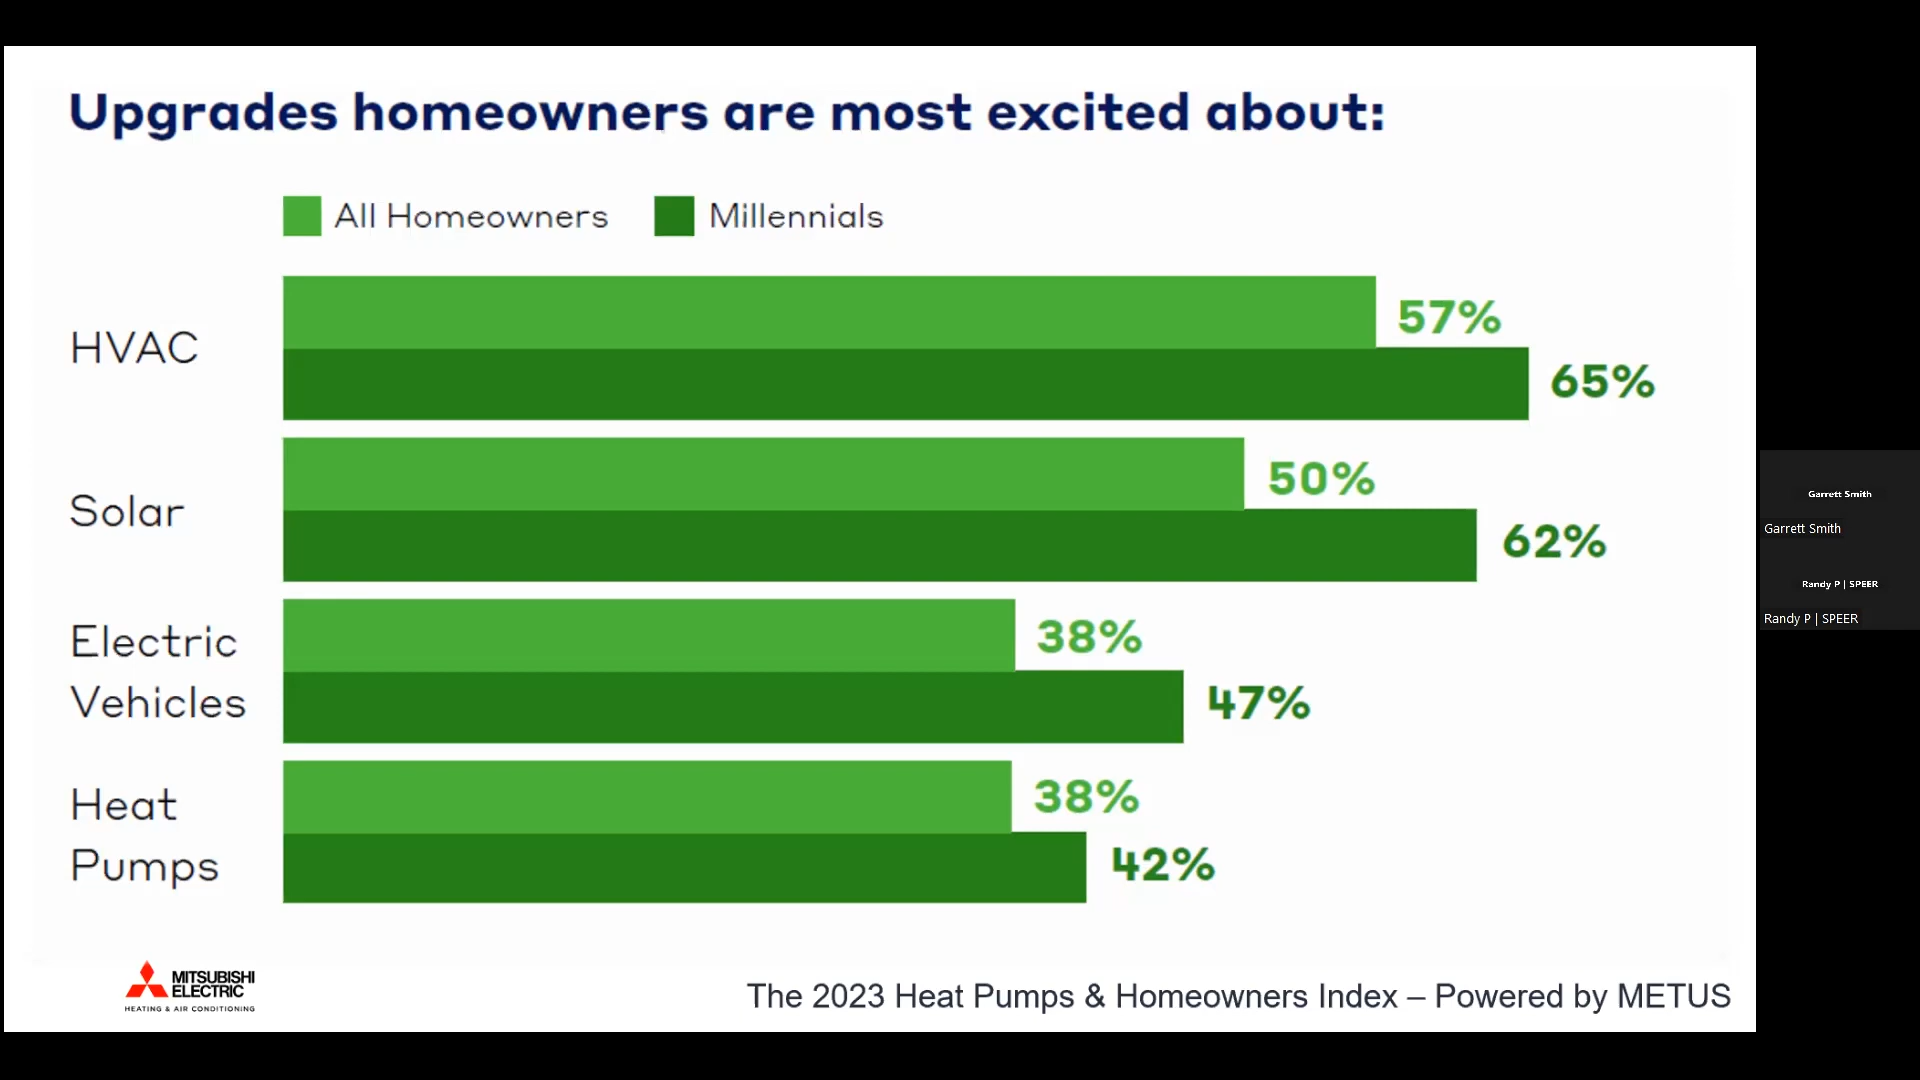 Upgrades homeowners are most excited about:
All Homeowners
Millennials
HVAC
57%
65%
Solar
50%
62%
Electric
Vehicles
38%
47%
Heat
Pumps
38%
42%
MITSUBISHI
ELECTRIC
HEATING & AIR CONDITIONING
The 2023 Heat Pumps & Homeowners Index – Powered by METUS
Garrett Smith
Garrett Smith
Randy P | SPEER
Randy P | SPEER